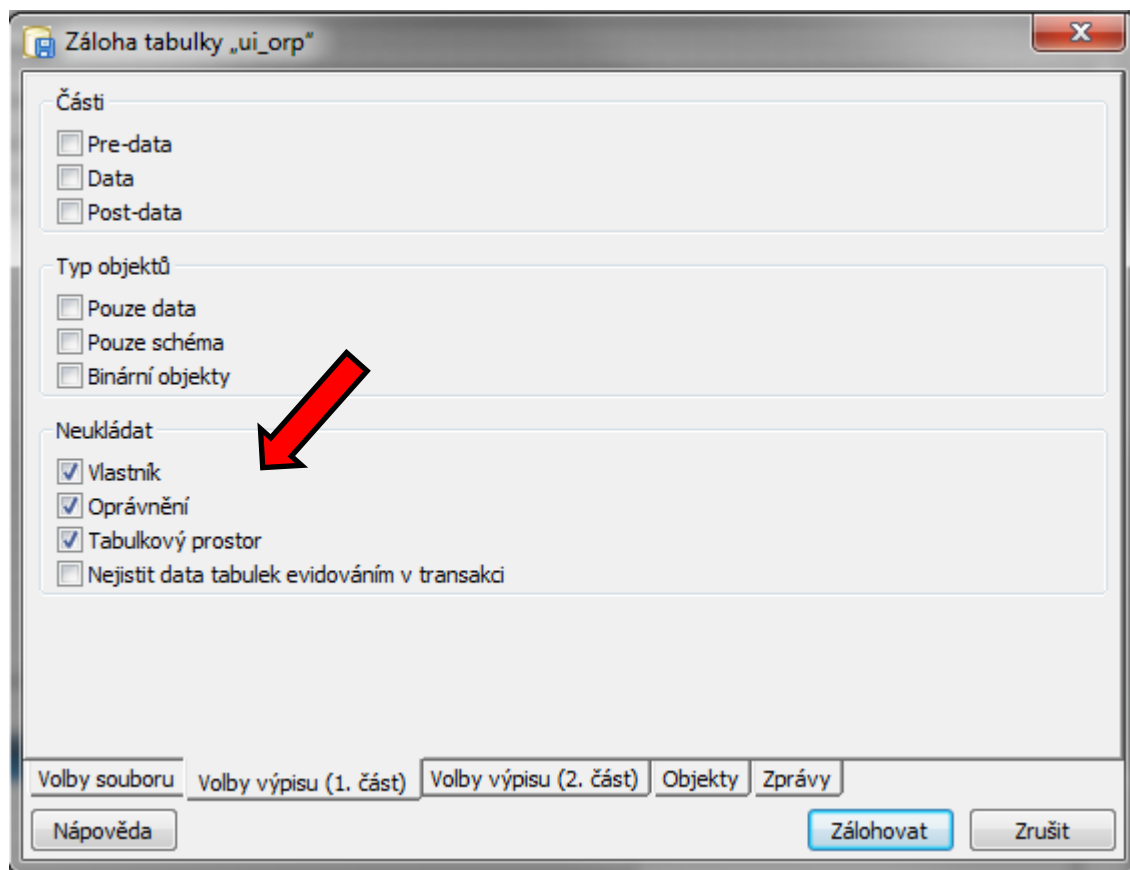 Záloha tabulky „ui_orp“
Části
Pre-data
Data
Post-data
Typ objektů
Pouze data
Pouze schéma
Binární objekty
Neukládat
Vlastník
Oprávnění
Tabulkový prostor
Nejistit data tabulek evidováním v transakci
Volby souboru Volby výpisu (1. část) Volby výpisu (2. část) Objekty Zprávy
Nápověda Zálohovat Zrušit